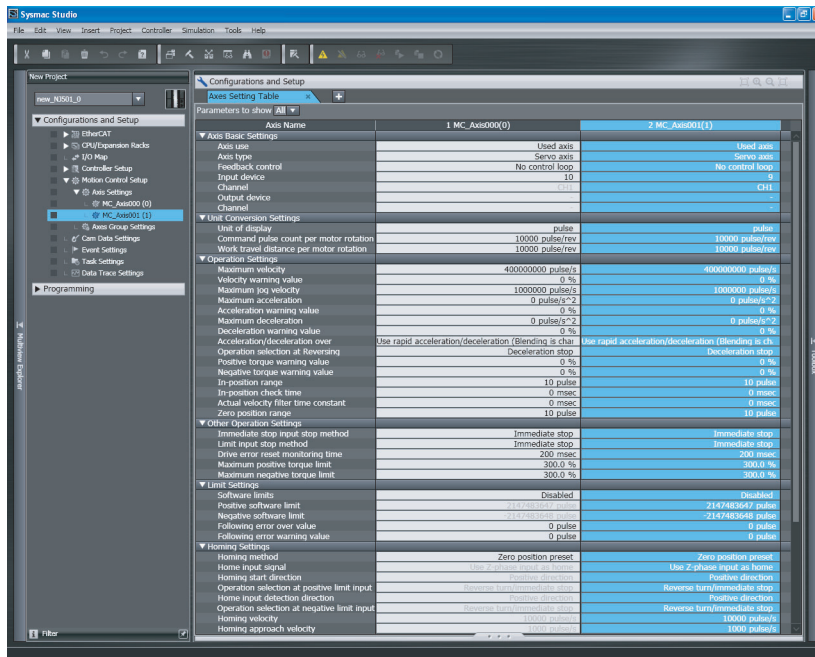 Sysmac Studio
File Edit View Insert Project Controller Simulation Tools Help
New Project
new_NJ501_0
Configurations and Setup
EtherCAT
CPU/Expansion Racks
I/O Map
Controller Setup
Motion Control Setup
Axis Settings
MC_Axis000 (0)
MC_Axis001 (1)
Axes Group Settings
Cam Data Settings
Event Settings
Task Settings
Data Trace Settings
Programming
Multiview Explorer
Filter
Configurations and Setup
Axes Setting Table
Parameters to show All
Axis Name 1 MC_Axis000(0) 2 MC_Axis001(1)
Axis Basic Settings
Axis use Used axis Used axis
Axis type Servo axis Servo axis
Feedback control No control loop No control loop
Input device 10 9
Channel CH1 CH1
Output device - -
Channel - -
Unit Conversion Settings
Unit of display pulse pulse
Command pulse count per motor rotation 10000 pulse/rev 10000 pulse/rev
Work travel distance per motor rotation 10000 pulse/rev 10000 pulse/rev
Operation Settings
Maximum velocity 400000000 pulse/s 400000000 pulse/s
Velocity warning value 0 % 0 %
Maximum jog velocity 1000000 pulse/s 1000000 pulse/s
Maximum acceleration 0 pulse/s^2 0 pulse/s^2
Acceleration warning value 0 % 0 %
Maximum deceleration 0 pulse/s^2 0 pulse/s^2
Deceleration warning value 0 % 0 %
Acceleration/deceleration over Use rapid acceleration/deceleration (Blending is char Use rapid acceleration/deceleration (Blending is ch
Operation selection at Reversing Deceleration stop Deceleration stop
Positive torque warning value 0 % 0 %
Negative torque warning value 0 % 0 %
In-position range 10 pulse 10 pulse
In-position check time 0 msec 0 msec
Actual velocity filter time constant 0 msec 0 msec
Zero position range 10 pulse 10 pulse
Other Operation Settings
Immediate stop input stop method Immediate stop Immediate stop
Limit input stop method Immediate stop Immediate stop
Drive error reset monitoring time 200 msec 200 msec
Maximum positive torque limit 300.0 % 300.0 %
Maximum negative torque limit 300.0 % 300.0 %
Limit Settings
Software limits Disabled Disabled
Positive software limit 2147483647 pulse 2147483647 pulse
Negative software limit -2147483648 pulse -2147483648 pulse
Following error over value 0 pulse 0 pulse
Following error warning value 0 pulse 0 pulse
Homing Settings
Homing method Zero position preset Zero position preset
Home input signal Use Z-phase input as home Use Z-phase input as home
Homing start direction Positive direction Positive direction
Operation selection at positive limit input Reverse turn/immediate stop Reverse turn/immediate stop
Home input detection direction Positive direction Positive direction
Operation selection at negative limit input Reverse turn/immediate stop Reverse turn/immediate stop
Homing velocity 10000 pulse/s 10000 pulse/s
Homing approach velocity 1000 pulse/s 1000 pulse/s